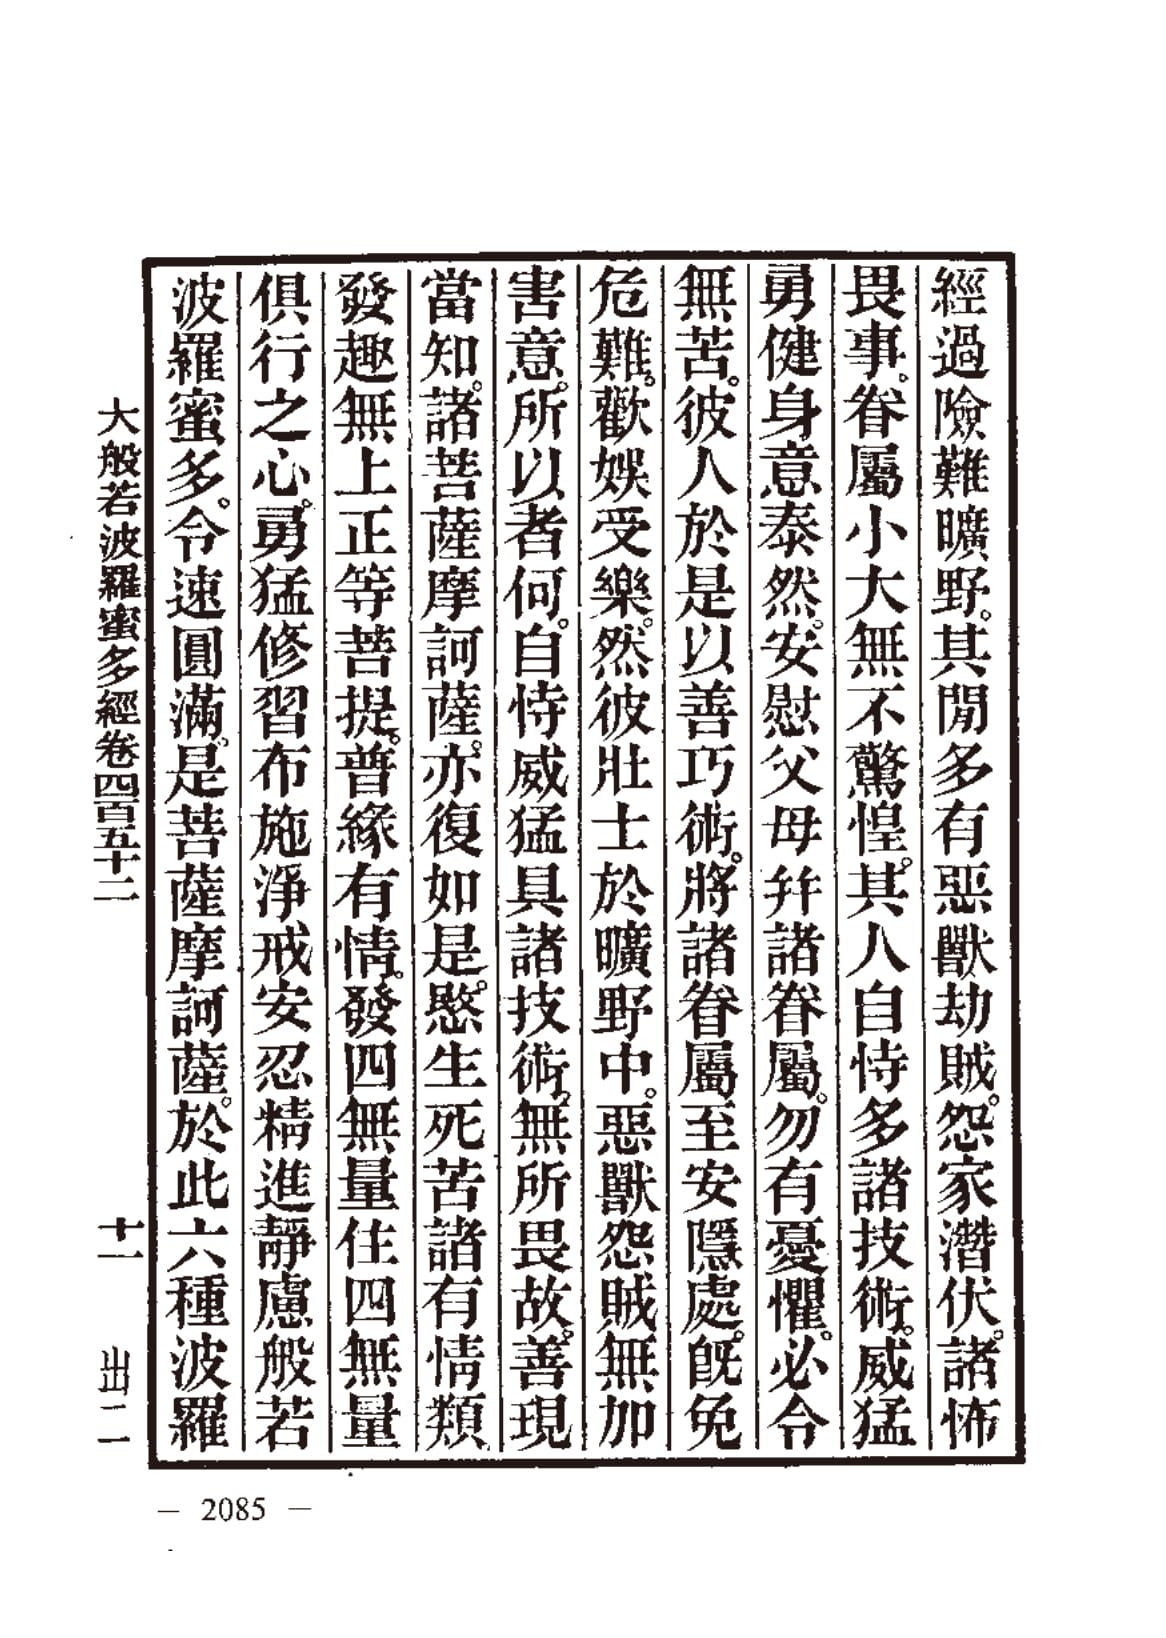 經過險難曠野。其閒多有惡獸劫賊。怨家潛伏。諸怖
畏事。眷屬小大無不驚惶。其人自恃多諸技術。威猛
勇健身意泰然。安慰父母幷諸眷屬。勿有憂懼。必令
無苦。彼人於是以善巧術。將諸眷屬至安隱處。旣免
危難。歡娛受樂。然彼壯士於曠野中。惡獸怨賊無加
害意。所以者何。自恃威猛具諸技術。無所畏故。善現
當知。諸菩薩摩訶薩。亦復如是。愍生死苦諸有情類
發趣無上正等菩提。普緣有情。發四無量住四無量
俱行之心。勇猛修習布施淨戒安忍精進靜慮般若
波羅蜜多。令速圓滿。是菩薩摩訶薩。於此六種波羅
大般若波羅蜜多經卷四百五十二 十一 出二
— 2085 —